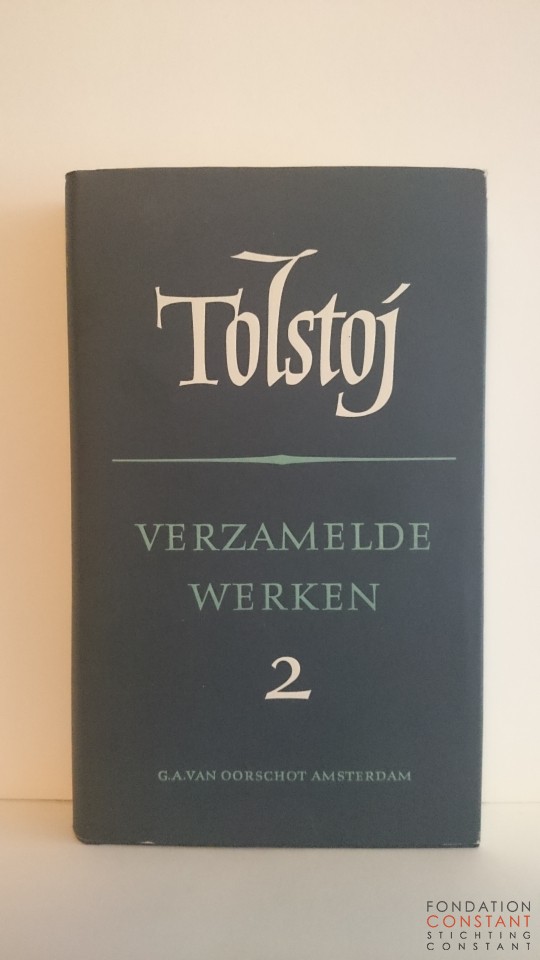 Tolstoj
VERZAMELDE
WERKEN
2
G.A.VAN OORSCHOT AMSTERDAM
FONDATION
CONSTANT
STICHTING
CONSTANT